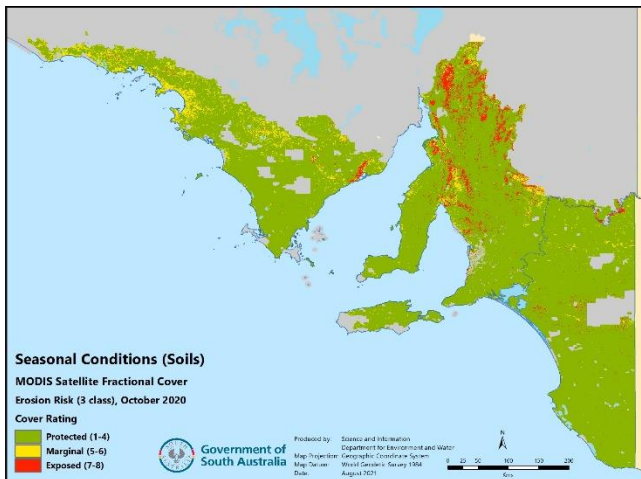 Seasonal Conditions (Soils)
MODIS Satellite Fractional Cover
Erosion Risk (3 class), October 2020
Cover Rating
Protected (1-4)
Marginal (5-6)
Exposed (7-8)
Government of
South Australia
Produced by: Science and Information
Department for Environment and Water
Map Projection: Geographic Coordinate System
Map Datum: World Geodetic Survey 1984
Date: August 2021
N
0 25 50 100 150 200
Kms